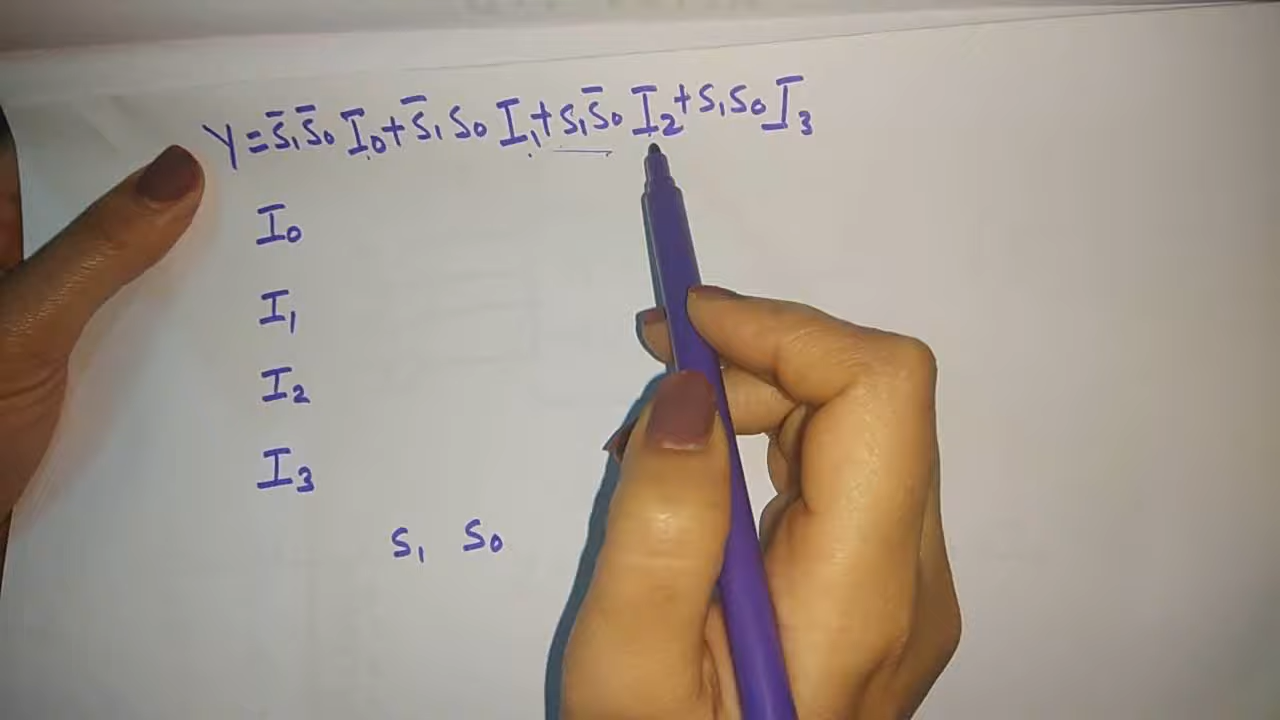 Y = S̄₁S̄₀ I₀ + S̄₁S₀ I₁ + S₁S̄₀ I₂ + S₁S₀ I₃
I₀
I₁
I₂
I₃
S₁ S₀